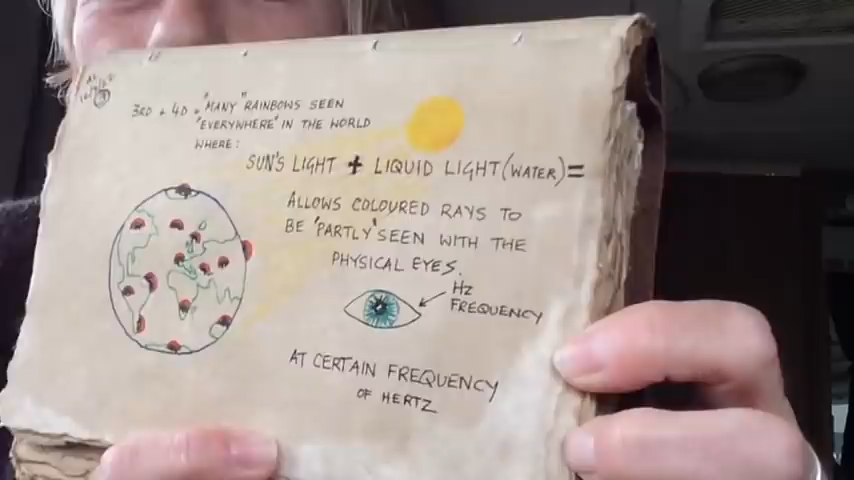 3RD + 4D = "MANY" RAINBOWS SEEN
"EVERYWHERE" IN THE WORLD
WHERE:
SUN'S LIGHT + LIQUID LIGHT (WATER) =
ALLOWS COLOURED RAYS TO
BE 'PARTLY' SEEN WITH THE
PHYSICAL EYES.
HZ
FREQUENCY
AT CERTAIN FREQUENCY
OF HERTZ